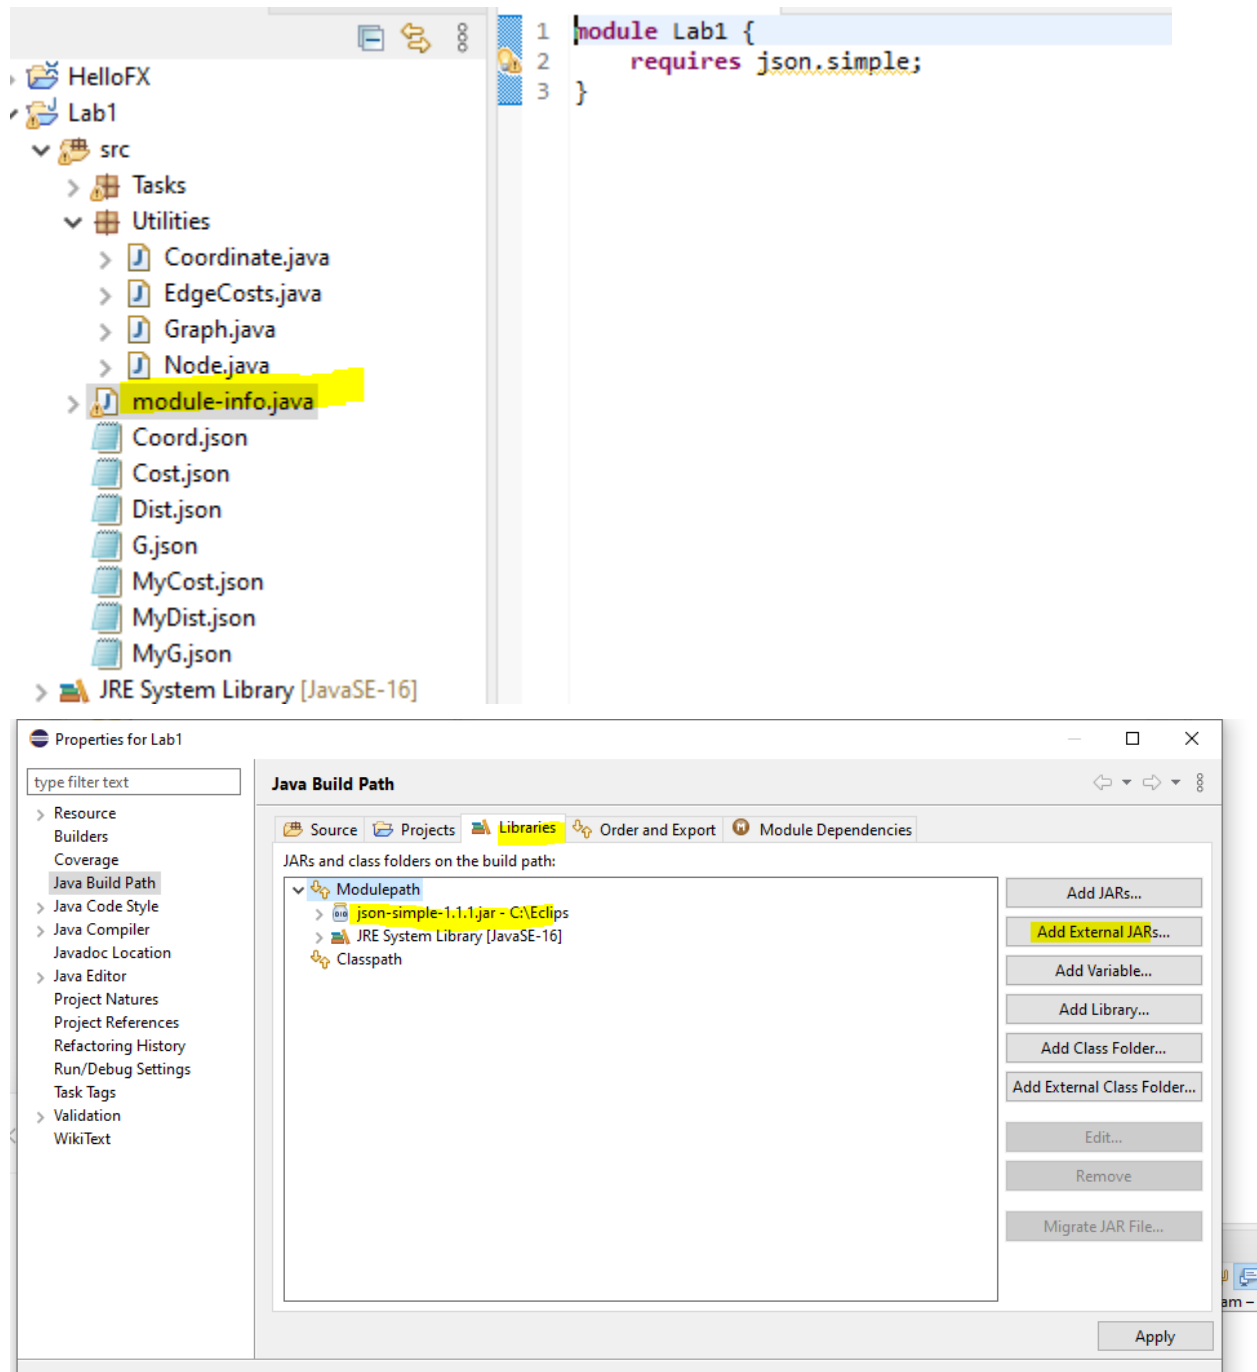 HelloFX
Lab1
src
Tasks
Utilities
Coordinate.java
EdgeCosts.java
Graph.java
Node.java
module-info.java
Coord.json
Cost.json
Dist.json
G.json
MyCost.json
MyDist.json
MyG.json
JRE System Library [JavaSE-16]
1 module Lab1 {
2 requires json.simple;
3 }
Properties for Lab1
type filter text
Resource
Builders
Coverage
Java Build Path
Java Code Style
Java Compiler
Javadoc Location
Java Editor
Project Natures
Project References
Refactoring History
Run/Debug Settings
Task Tags
Validation
WikiText
Java Build Path
Source Projects Libraries Order and Export Module Dependencies
JARs and class folders on the build path:
Modulepath
json-simple-1.1.1.jar - C:\Eclips
JRE System Library [JavaSE-16]
Classpath
Add JARs...
Add External JARs...
Add Variable...
Add Library...
Add Class Folder...
Add External Class Folder...
Edit...
Remove
Migrate JAR File...
am –
Apply